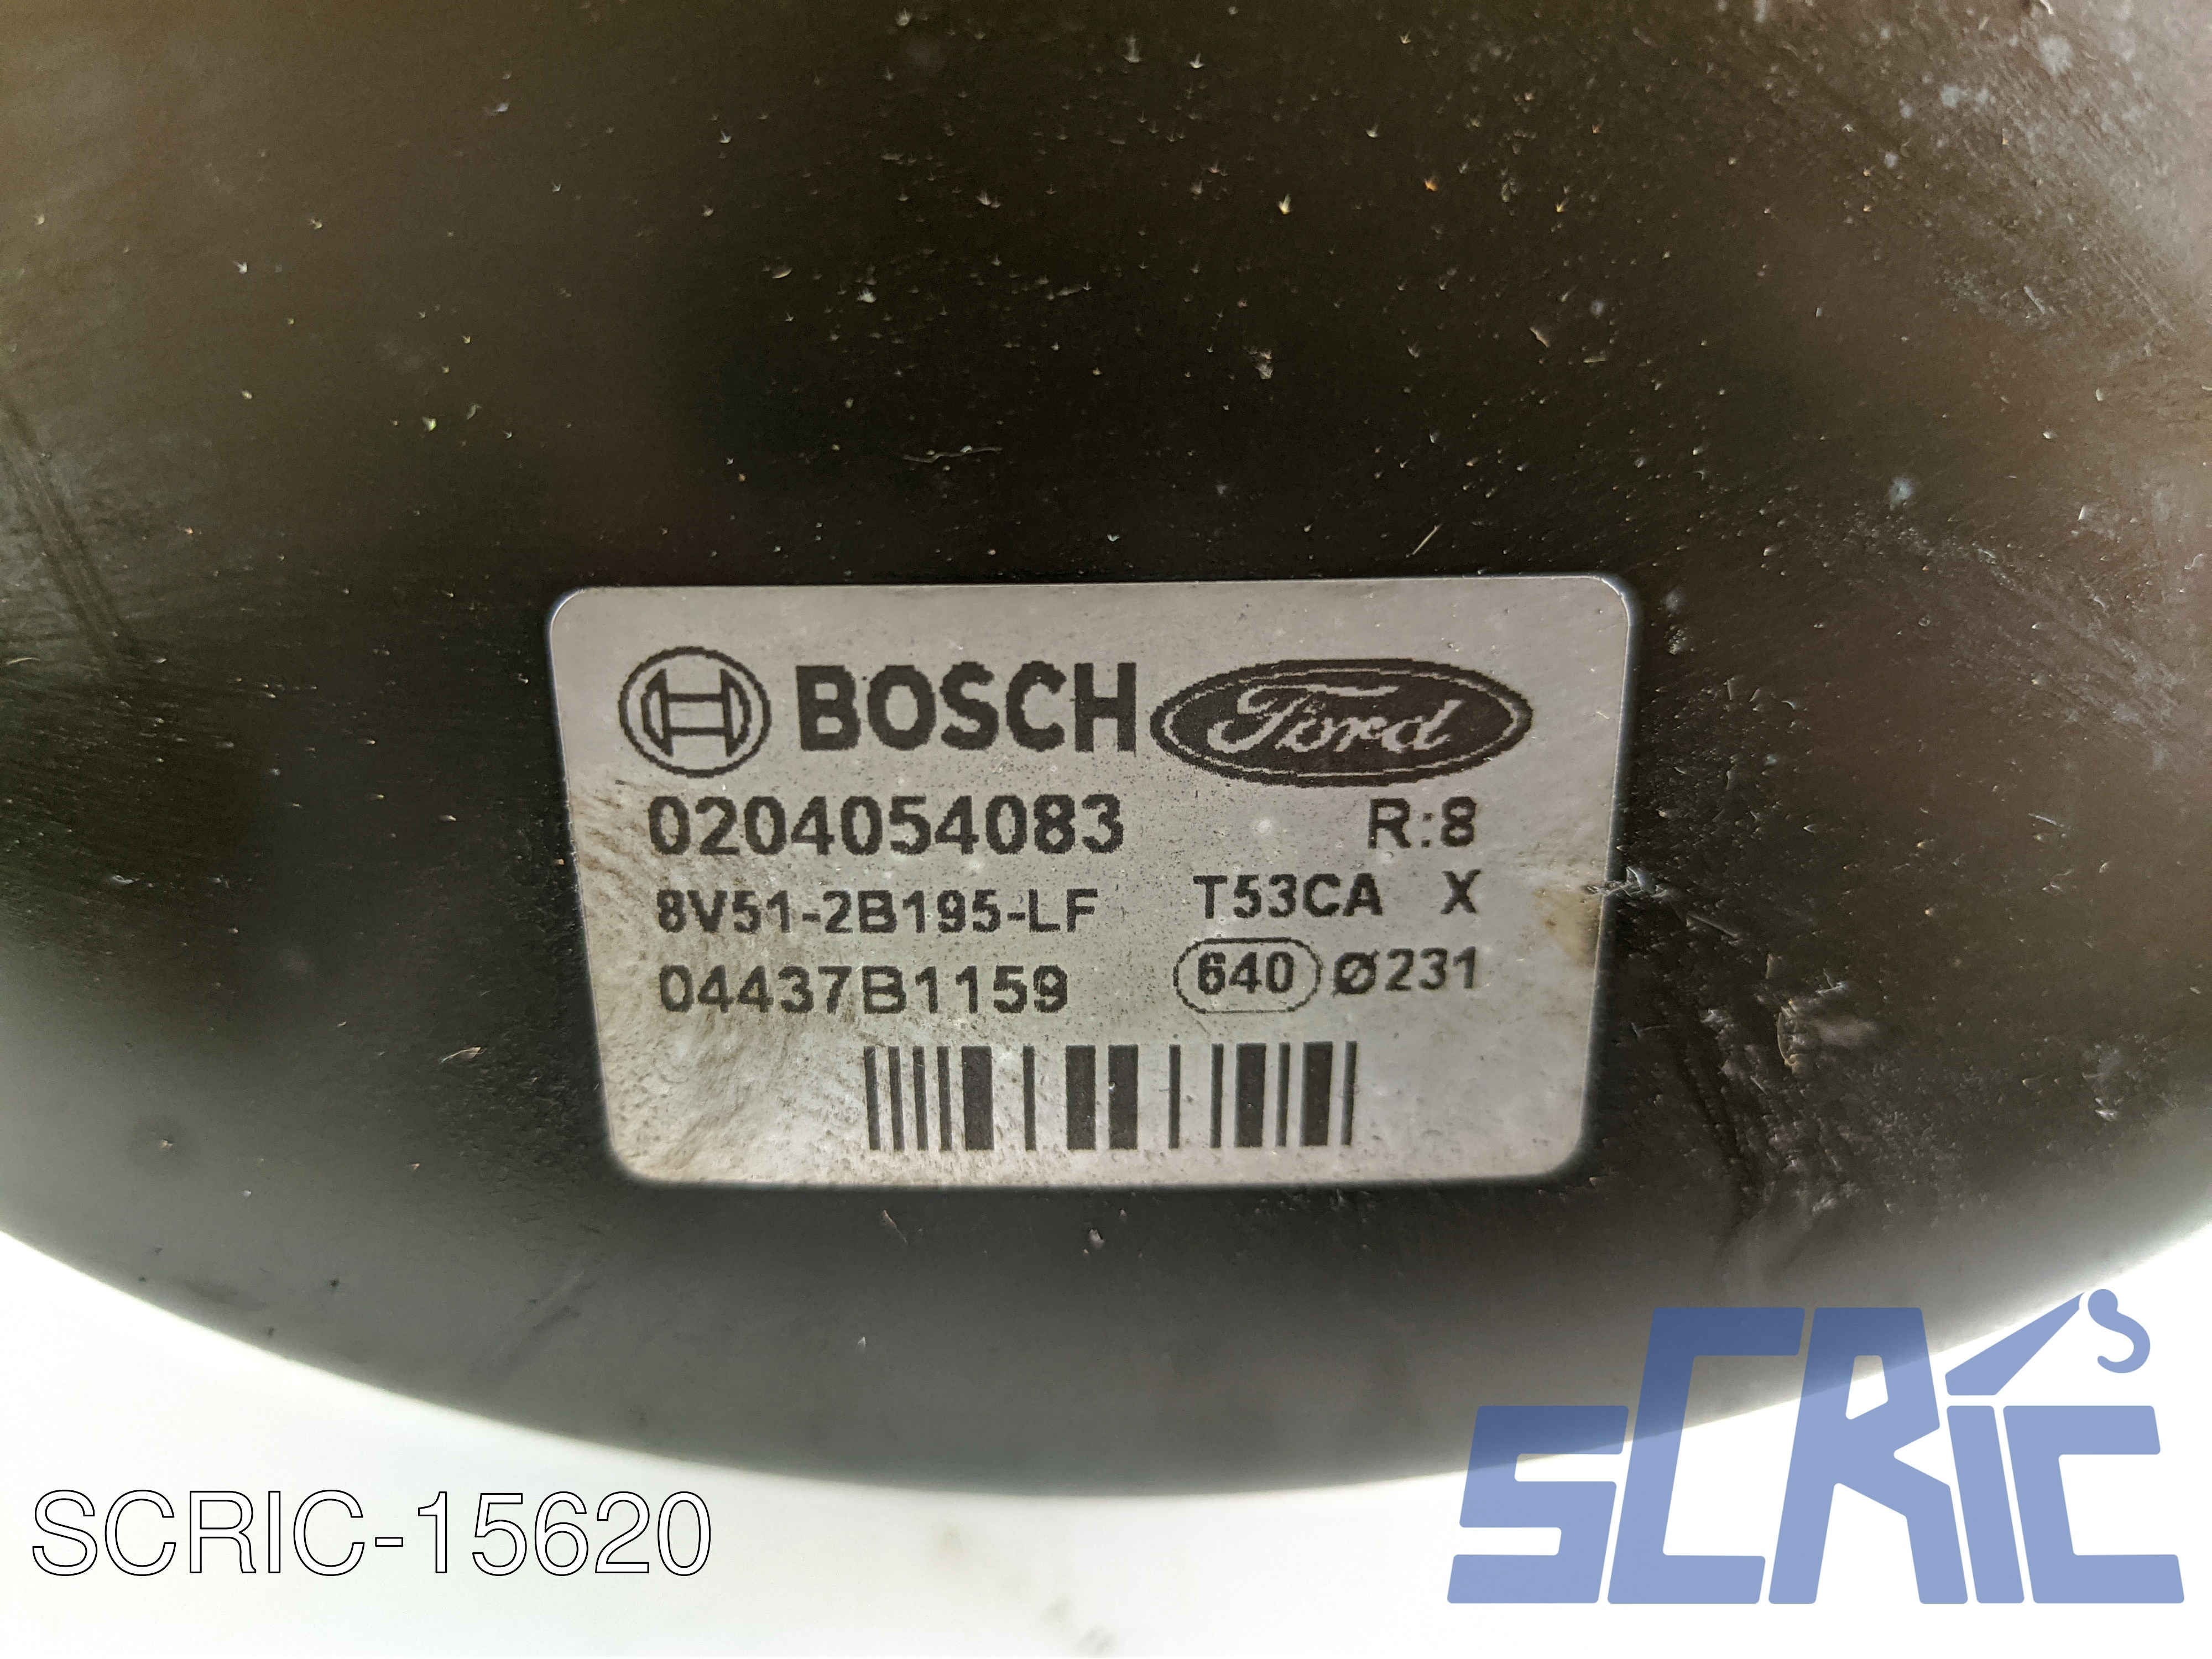 BOSCH Ford
0204054083 R:8
8V51-2B195-LF T53CA X
04437B1159 640 Ø231
SCRIC
SCRIC-15620